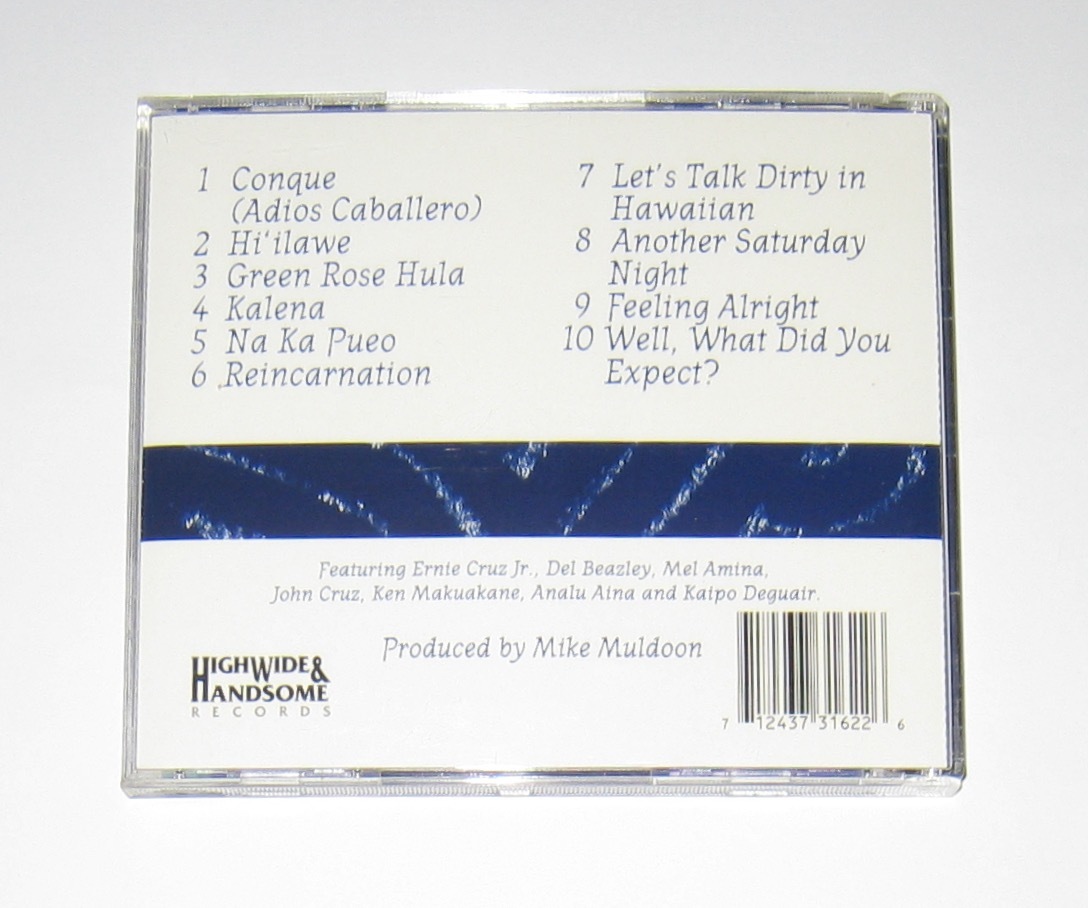 1 Conque
(Adios Caballero)
2 Hi‘ilawe
3 Green Rose Hula
4 Kalena
5 Na Ka Pueo
6 Reincarnation
7 Let's Talk Dirty in
Hawaiian
8 Another Saturday
Night
9 Feeling Alright
10 Well, What Did You
Expect?
Featuring Ernie Cruz Jr., Del Beazley, Mel Amina,
John Cruz, Ken Makuakane, Analu Aina and Kaipo Deguair.
Produced by Mike Muldoon
HIGHWIDE &
HANDSOME
RECORDS
7 12437 31622 6